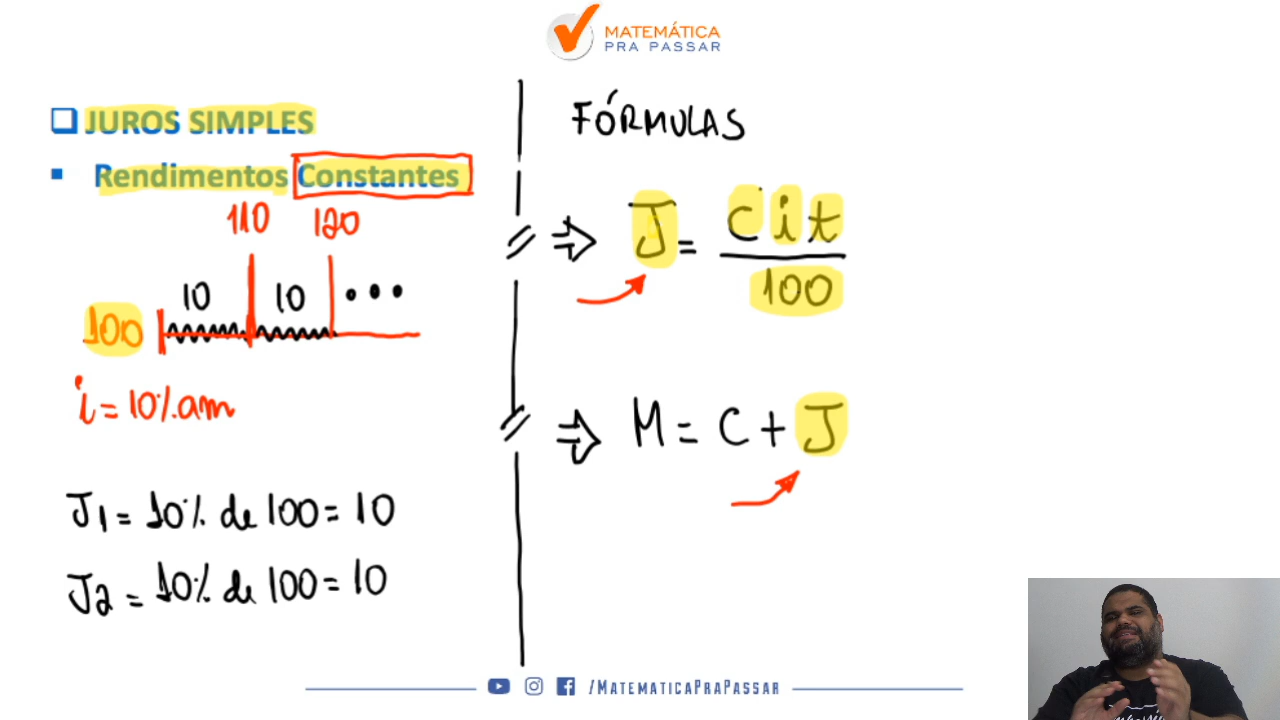 MATEMÁTICA
PRA PASSAR
JUROS SIMPLES
Rendimentos Constantes
110 120
10 10 •••
100
i = 10% am
J1 = 10% de 100 = 10
J2 = 10% de 100 = 10
FÓRMULAS
⇒ J = c i t
100
⇒ M = C + J
/MATEMATICAPRAPASSAR